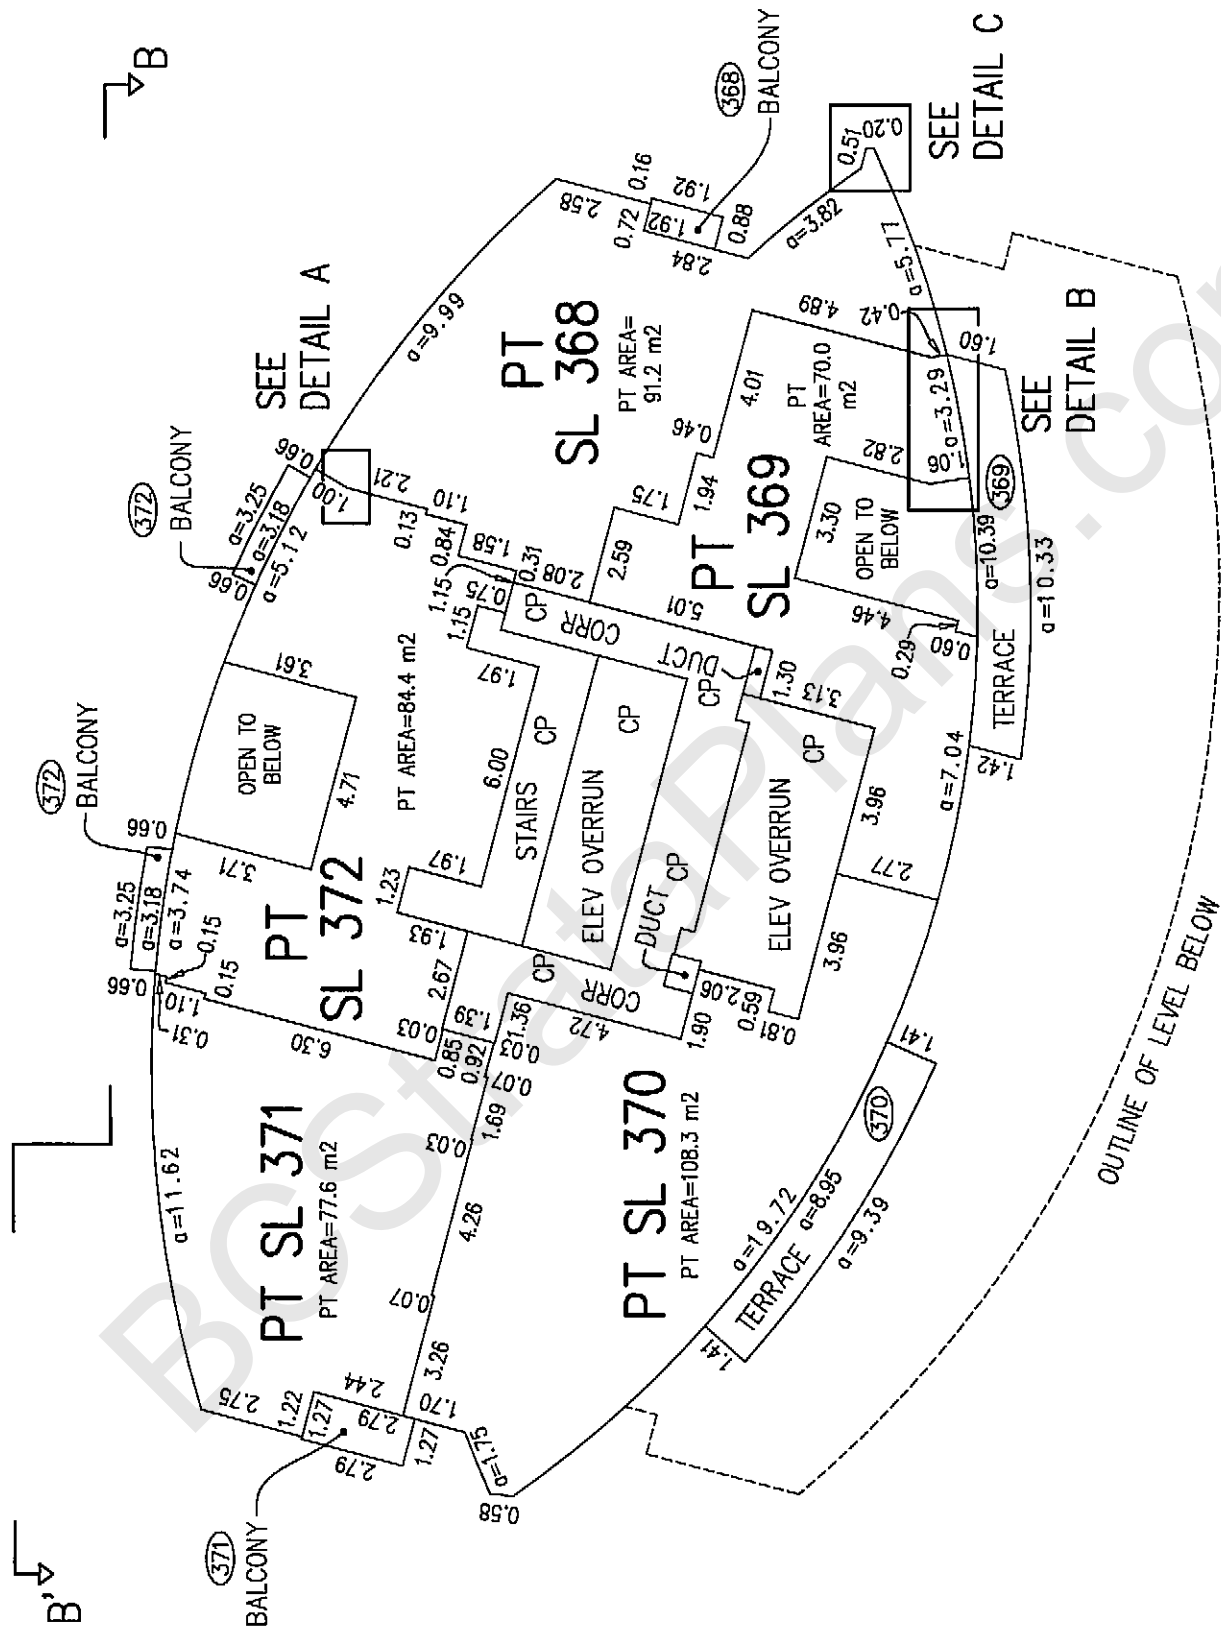 B'
B
371
BALCONY
372
BALCONY
372
BALCONY
368
BALCONY
SEE
DETAIL A
SEE
DETAIL B
SEE
DETAIL C
PT SL 371
PT AREA=77.6 m2
a=11.62
2.75
1.22
1.27
2.44
2.79
2.79
1.27
1.70
a=1.75
0.58
3.26
0.07
4.26
0.03
1.69
0.07
0.03
0.92
0.85
0.03
1.39
1.36
6.30
0.31
1.10
0.15
0.15
0.66
a=3.25
a=3.18
a=3.74
0.66
PT
SL 372
PT AREA=84.4 m2
OPEN TO
BELOW
3.71
4.71
3.61
0.66
a=3.25
a=3.18
a=5.12
0.66
1.00
2.21
1.10
0.13
0.84
1.58
0.31
0.75
1.15
1.15
1.97
6.00
1.97
1.23
1.93
2.67
2.08
STAIRS
CP
ELEV OVERRUN
CP
CORR
CP
CORR
CP
DUCT
CP
DUCT
CP
ELEV OVERRUN
CP
PT
SL 368
PT AREA=
91.2 m2
a=9.99
2.58
0.16
0.72
1.92
1.92
0.88
2.84
a=3.82
0.51
0.20
a=5.77
4.89
0.42
4.01
0.46
1.94
1.75
2.59
5.01
PT
SL 369
PT
AREA=70.0
m2
OPEN TO
BELOW
3.30
2.82
1.06
a=3.29
1.60
4.46
0.29
0.60
1.30
3.13
3.96
2.77
3.96
a=7.04
1.42
TERRACE
369
a=10.39
a=10.33
PT SL 370
PT AREA=108.3 m2
4.72
1.90
2.06
0.59
0.81
1.41
370
a=19.72
TERRACE
a=8.95
a=9.39
1.41
OUTLINE OF LEVEL BELOW